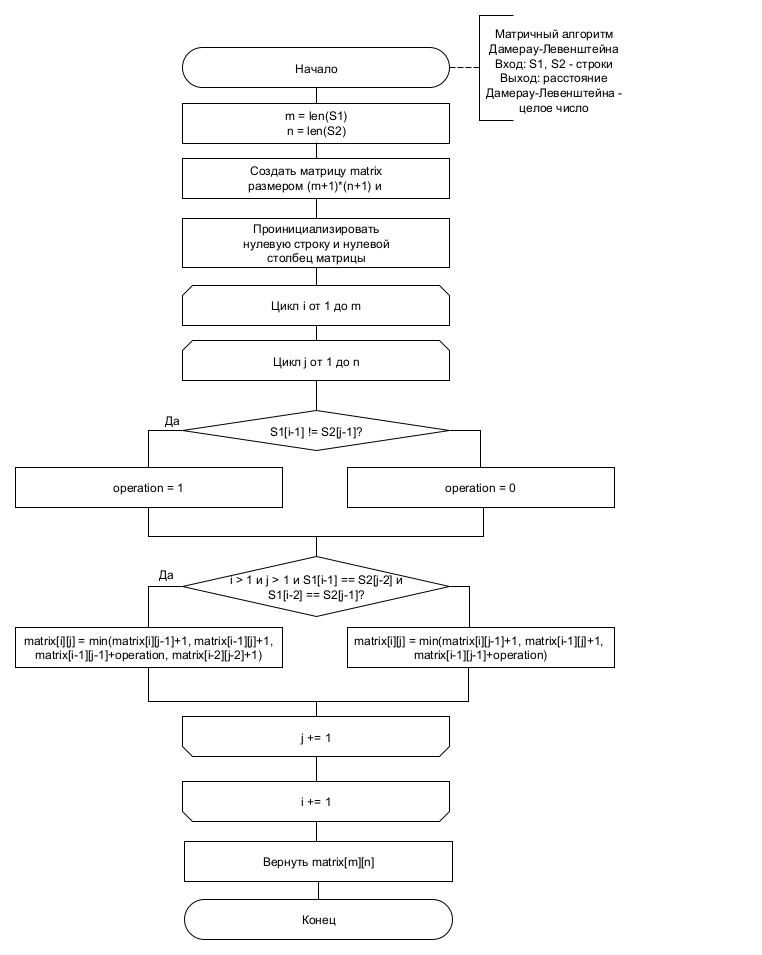 Матричный алгоритм
Дамерау-Левенштейна
Вход: S1, S2 - строки
Выход: расстояние
Дамерау-Левенштейна -
целое число
Начало
m = len(S1)
n = len(S2)
Создать матрицу matrix
размером (m+1)*(n+1) и
Проинициализировать
нулевую строку и нулевой
столбец матрицы
Цикл i от 1 до m
Цикл j от 1 до n
Да
S1[i-1] != S2[j-1]?
operation = 1
operation = 0
Да
i > 1 и j > 1 и S1[i-1] == S2[j-2] и
S1[i-2] == S2[j-1]?
matrix[i][j] = min(matrix[i][j-1]+1, matrix[i-1][j]+1,
matrix[i-1][j-1]+operation, matrix[i-2][j-2]+1)
matrix[i][j] = min(matrix[i][j-1]+1, matrix[i-1][j]+1,
matrix[i-1][j-1]+operation)
j += 1
i += 1
Вернуть matrix[m][n]
Конец